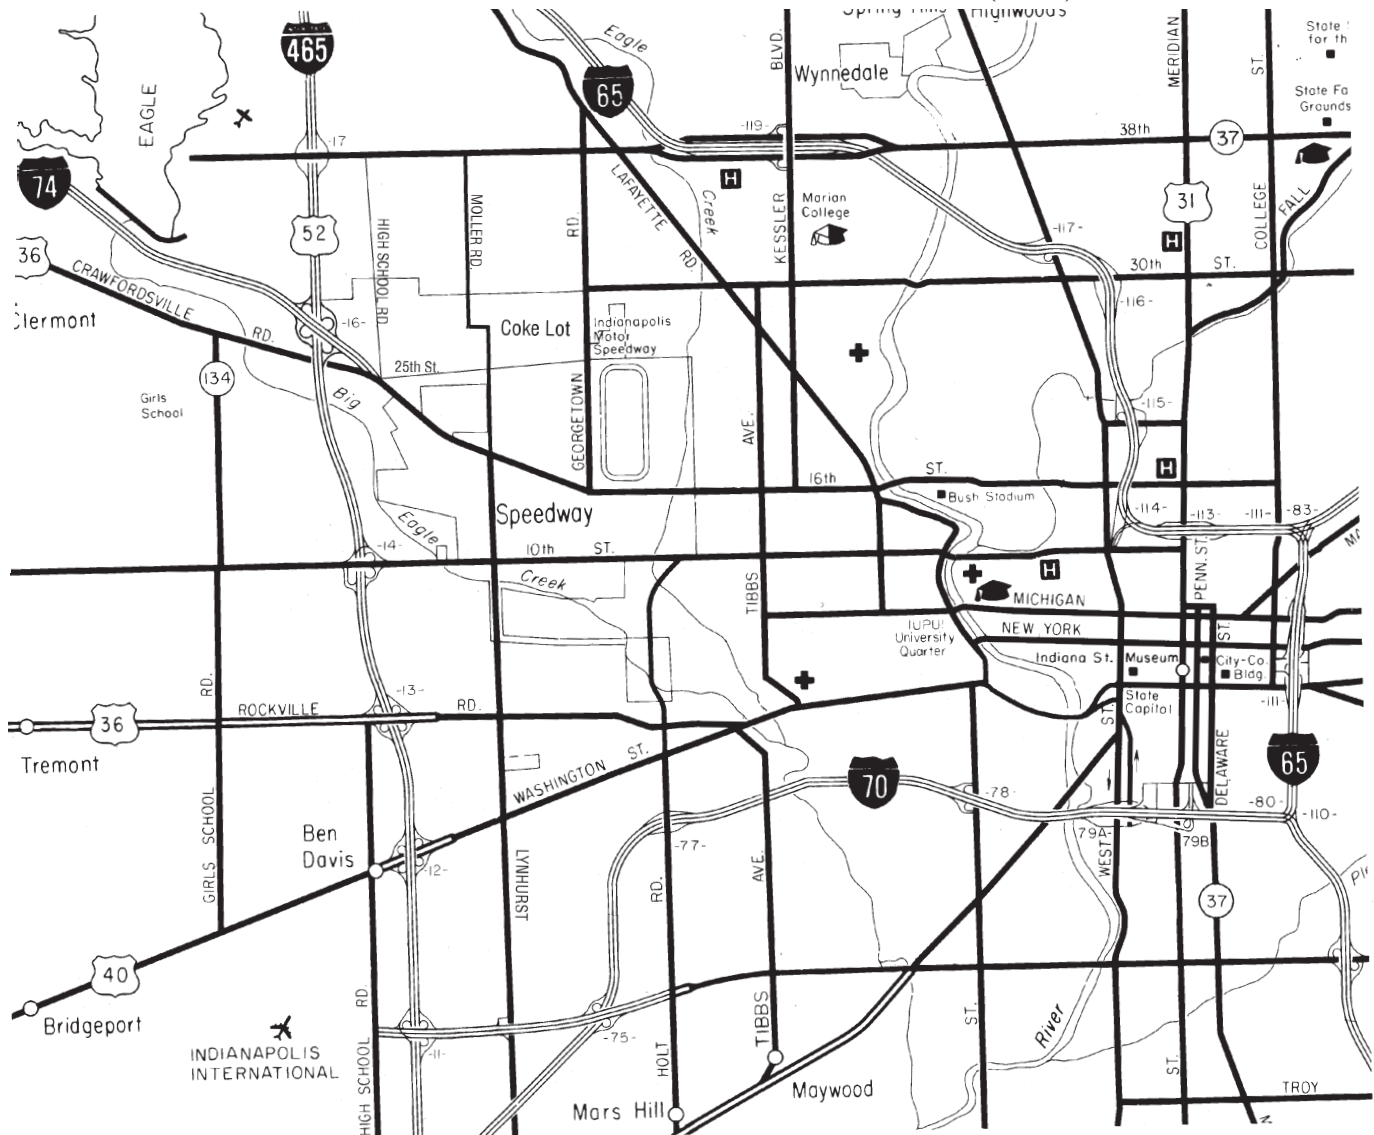 Spring Hills
Highwoods
465
65
BLVD.
Wynnedale
MERIDIAN
ST.
State
for th
State Fa
Grounds
EAGLE
Eagle
-17
-119-
38th
37
74
LAFAYETTE
RD.
Creek
KESSLER
Marian
College
31
COLLEGE
FALL
52
HIGH SCHOOL RD
MOLLER RD.
RD.
-117-
36
CRAWFORDSVILLE
RD.
30th
ST.
-116-
Clermont
-16-
Coke Lot
Indianapolis
Motor
Speedway
134
25th St.
Girls
School
Big
GEORGETOWN
AVE.
-115-
16th
ST.
Bush Stadium
Speedway
-114-
-113-
-111-
-83-
Eagle
-14-
10th
ST.
Creek
TIBBS
MICHIGAN
PENN. ST.
IUPUI
University
Quarter
NEW YORK
ST.
Indiana St.
Museum
City-Co.
Bldg.
RD.
-13-
State
Capitol
ST.
-111-
ROCKVILLE
RD.
36
Tremont
WASHINGTON
ST.
70
DELAWARE
65
-78-
-80-
-110-
GIRLS SCHOOL
Ben
Davis
-12-
-77-
79A-
79B
WEST
LYNHURST
RD.
AVE.
37
40
Bridgeport
RD.
INDIANAPOLIS
INTERNATIONAL
-11-
-75-
HIGH SCHOOL
HOLT
TIBBS
ST.
River
ST.
Mars Hill
Maywood
TROY